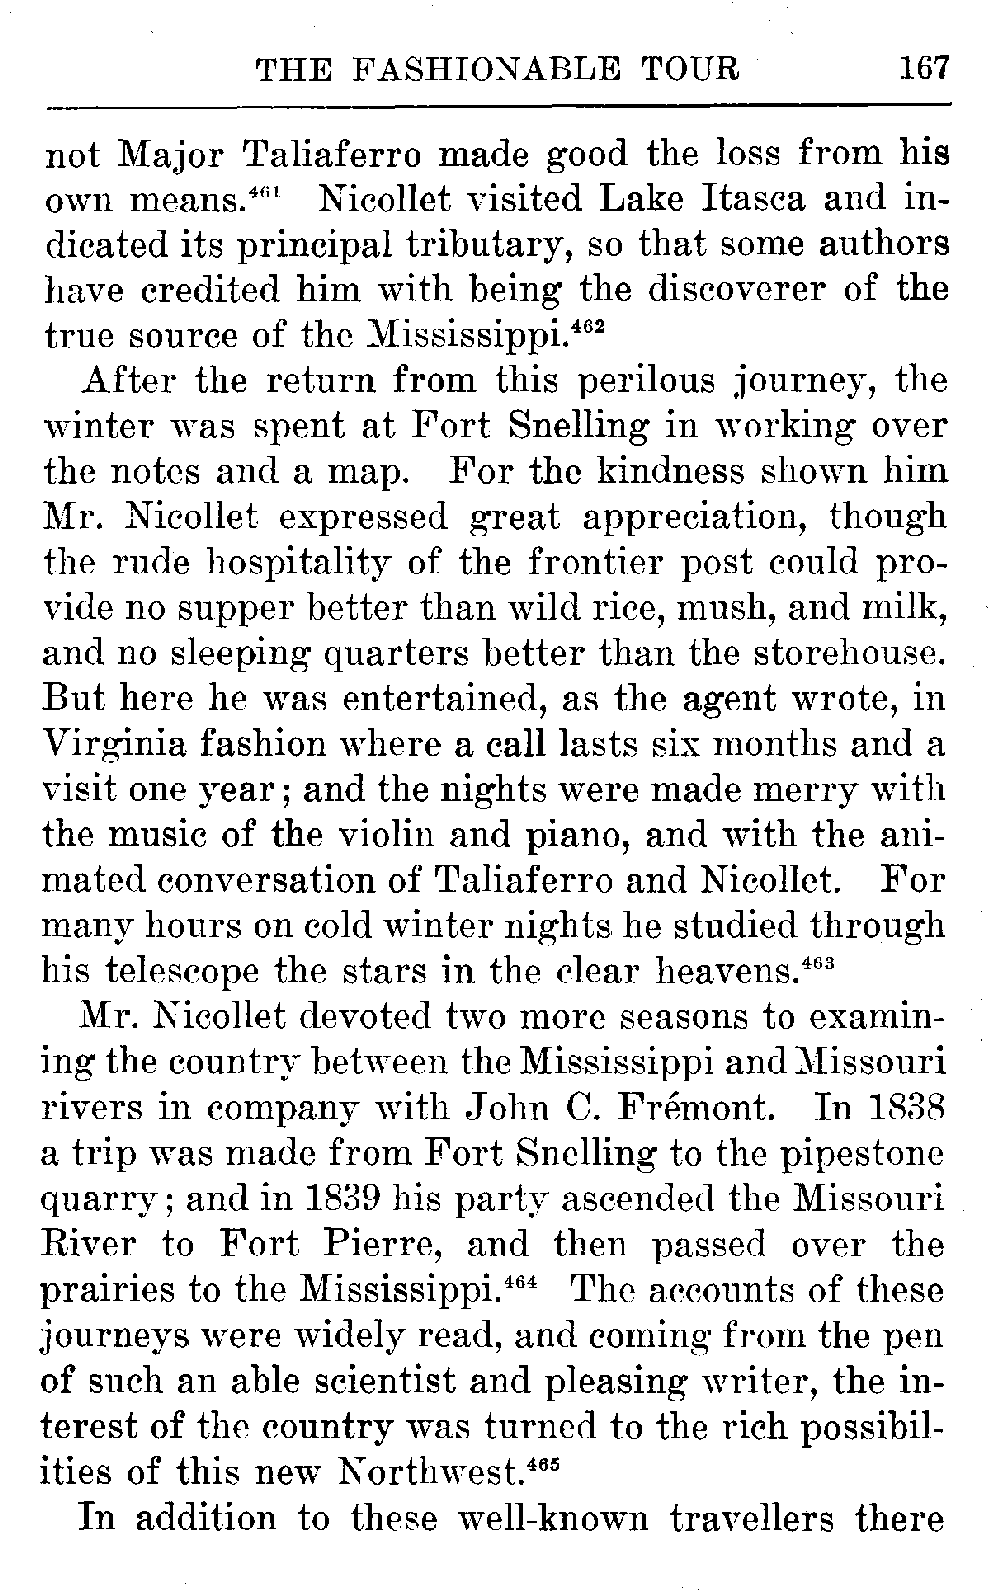 THE FASHIONABLE TOUR 167
not Major Taliaferro made good the loss from his
own means.⁴⁶¹ Nicollet visited Lake Itasca and in-
dicated its principal tributary, so that some authors
have credited him with being the discoverer of the
true source of the Mississippi.⁴⁶²
After the return from this perilous journey, the
winter was spent at Fort Snelling in working over
the notes and a map. For the kindness shown him
Mr. Nicollet expressed great appreciation, though
the rude hospitality of the frontier post could pro-
vide no supper better than wild rice, mush, and milk,
and no sleeping quarters better than the storehouse.
But here he was entertained, as the agent wrote, in
Virginia fashion where a call lasts six months and a
visit one year; and the nights were made merry with
the music of the violin and piano, and with the ani-
mated conversation of Taliaferro and Nicollet. For
many hours on cold winter nights he studied through
his telescope the stars in the clear heavens.⁴⁶³
Mr. Nicollet devoted two more seasons to examin-
ing the country between the Mississippi and Missouri
rivers in company with John C. Frémont. In 1838
a trip was made from Fort Snelling to the pipestone
quarry; and in 1839 his party ascended the Missouri
River to Fort Pierre, and then passed over the
prairies to the Mississippi.⁴⁶⁴ The accounts of these
journeys were widely read, and coming from the pen
of such an able scientist and pleasing writer, the in-
terest of the country was turned to the rich possibil-
ities of this new Northwest.⁴⁶⁵
In addition to these well-known travellers there